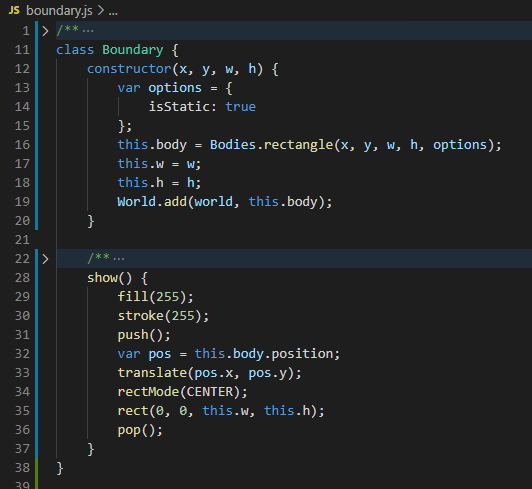 JS boundary.js > ...
1 > /** ...
11 class Boundary {
12     constructor(x, y, w, h) {
13         var options = {
14             isStatic: true
15         };
16         this.body = Bodies.rectangle(x, y, w, h, options);
17         this.w = w;
18         this.h = h;
19         World.add(world, this.body);
20     }
21
22 >     /** ...
28     show() {
29         fill(255);
30         stroke(255);
31         push();
32         var pos = this.body.position;
33         translate(pos.x, pos.y);
34         rectMode(CENTER);
35         rect(0, 0, this.w, this.h);
36         pop();
37     }
38 }
39